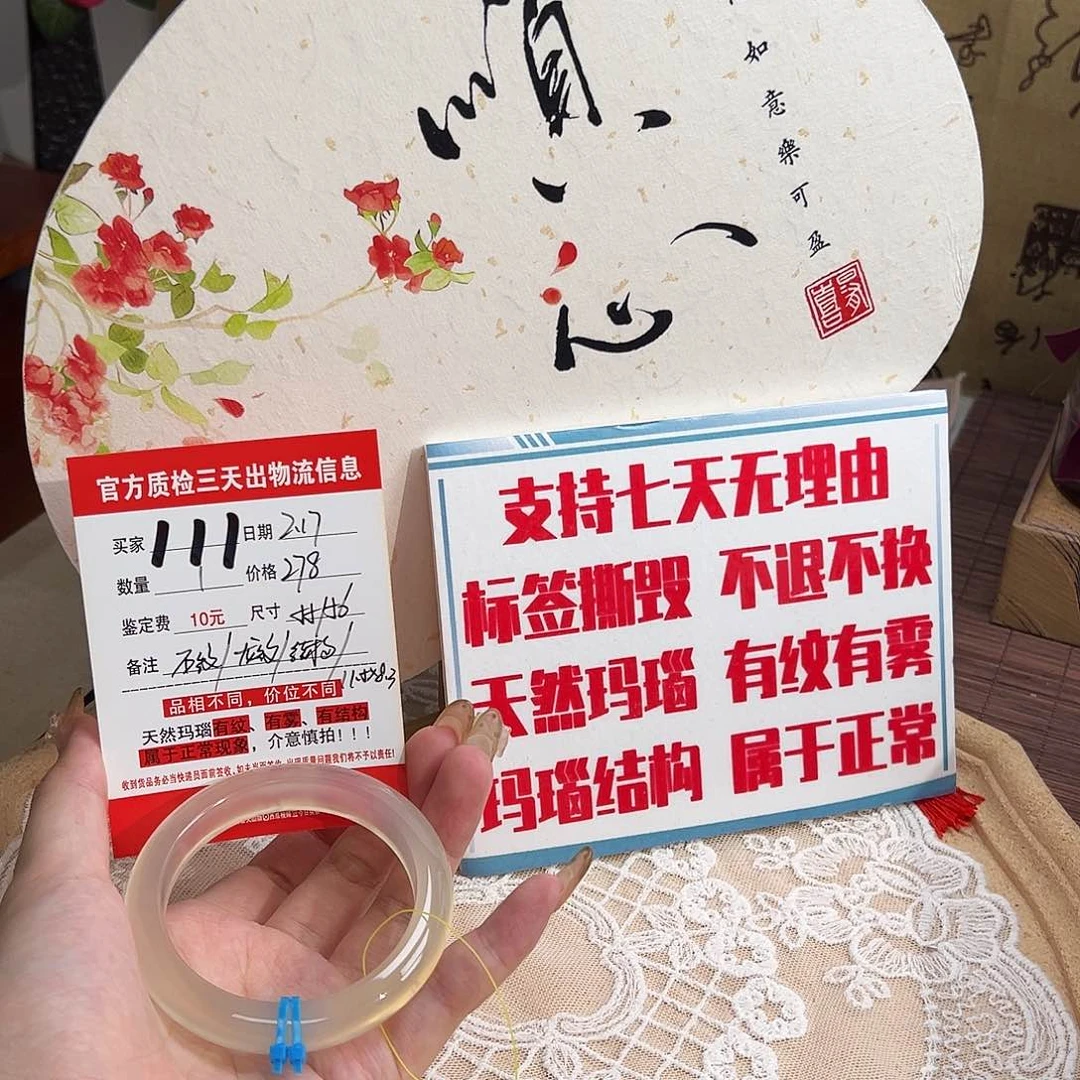 如意樂可盈
官方质检三天出物流信息
买家 111 日期 2.17
数量 1 价格 278
鉴定费 10元 尺寸
备注
品相不同，价位不同
天然玛瑙有纹、有雾、有结构
属于正常现象，介意慎拍！！！
支持七天无理由
标签撕毁 不退不换
天然玛瑙 有纹有雾
玛瑙结构 属于正常